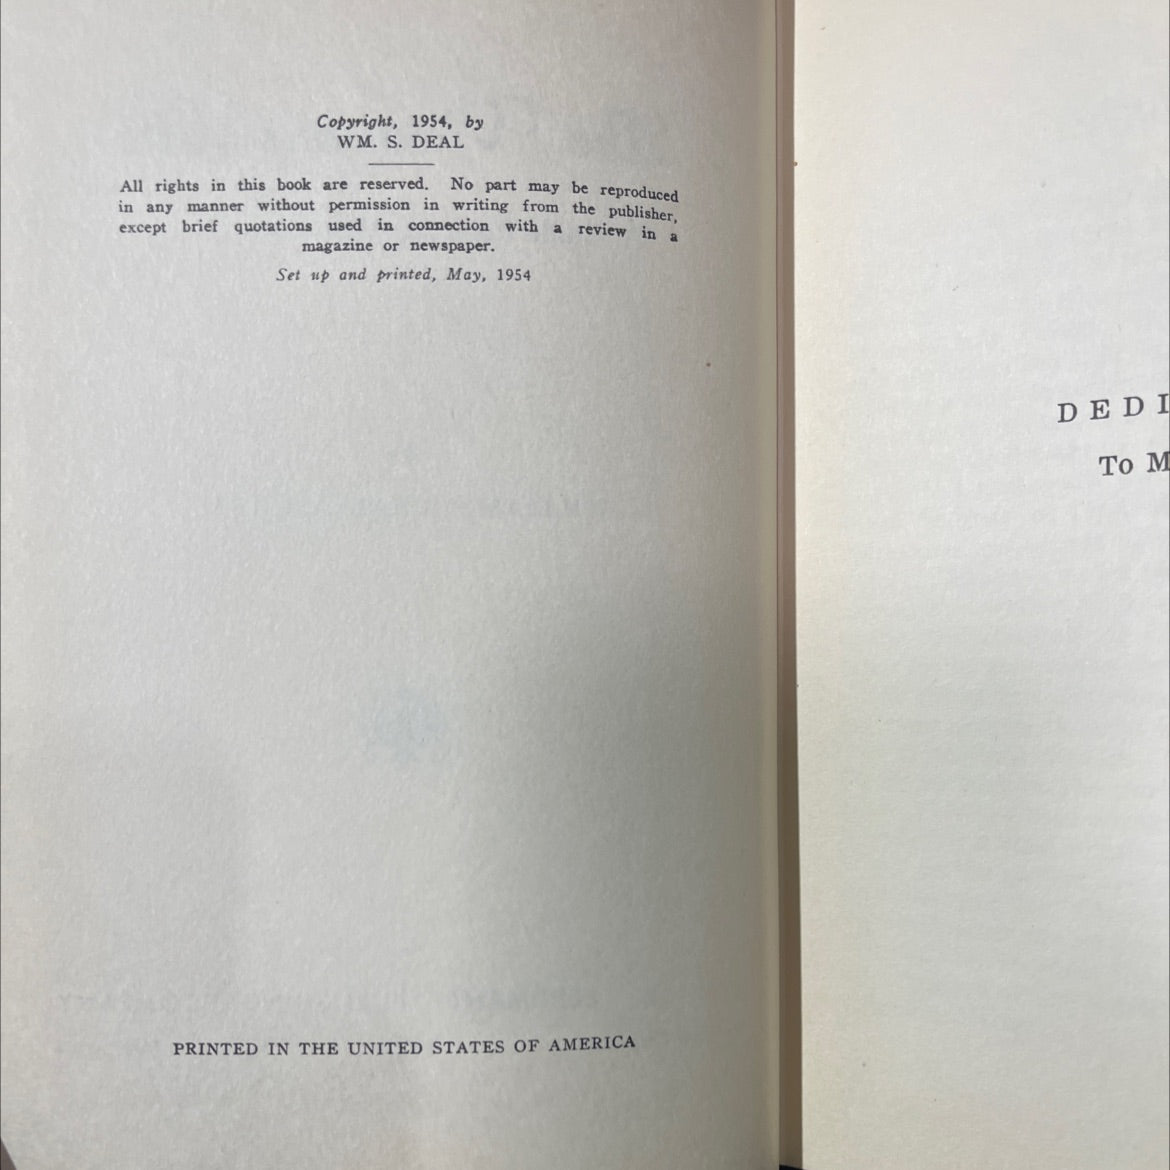 Copyright, 1954, by
WM. S. DEAL
All rights in this book are reserved. No part may be reproduced
in any manner without permission in writing from the publisher,
except brief quotations used in connection with a review in a
magazine or newspaper.
Set up and printed, May, 1954
PRINTED IN THE UNITED STATES OF AMERICA
DEDI
To M